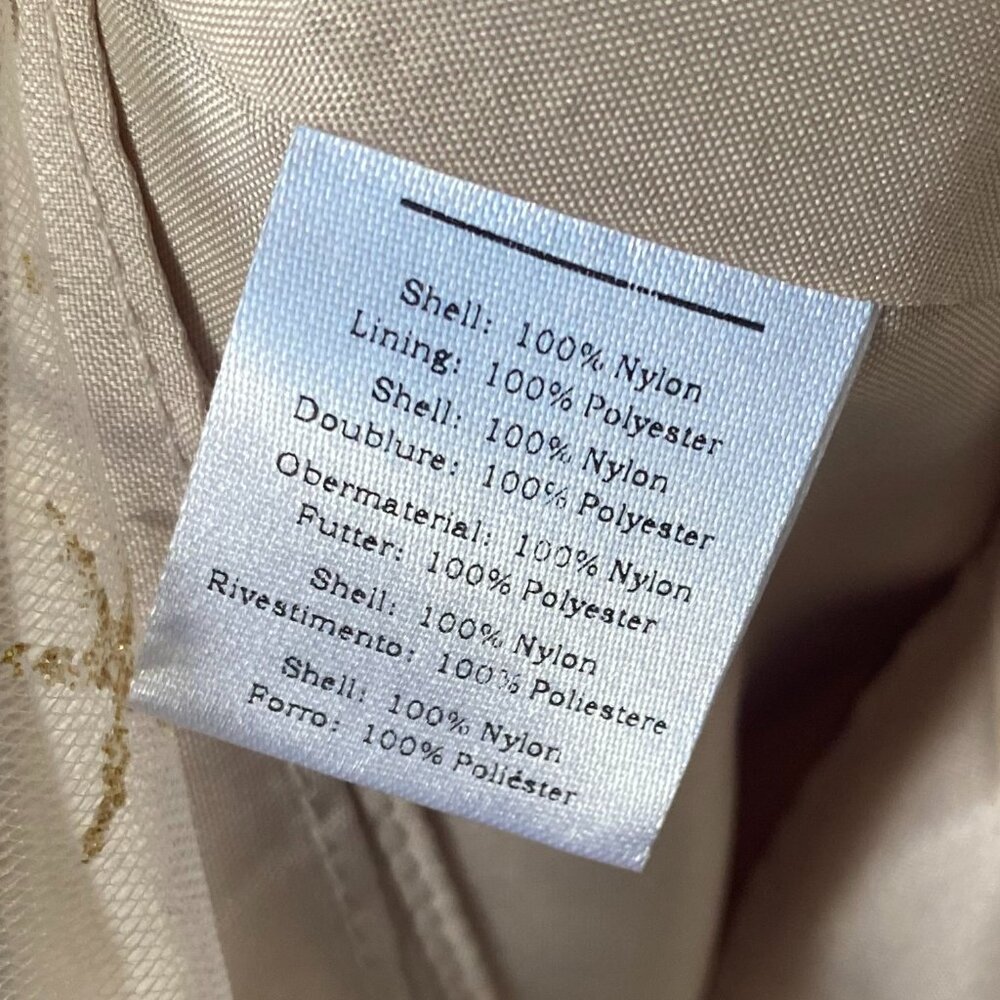 Shell: 100% Nylon
Lining: 100% Polyester
Shell: 100% Nylon
Doublure: 100% Polyester
Obermaterial: 100% Nylon
Futter: 100% Polyester
Shell: 100% Nylon
Rivestimento: 100% Poliestere
Shell: 100% Nylon
Forro: 100% Poliéster